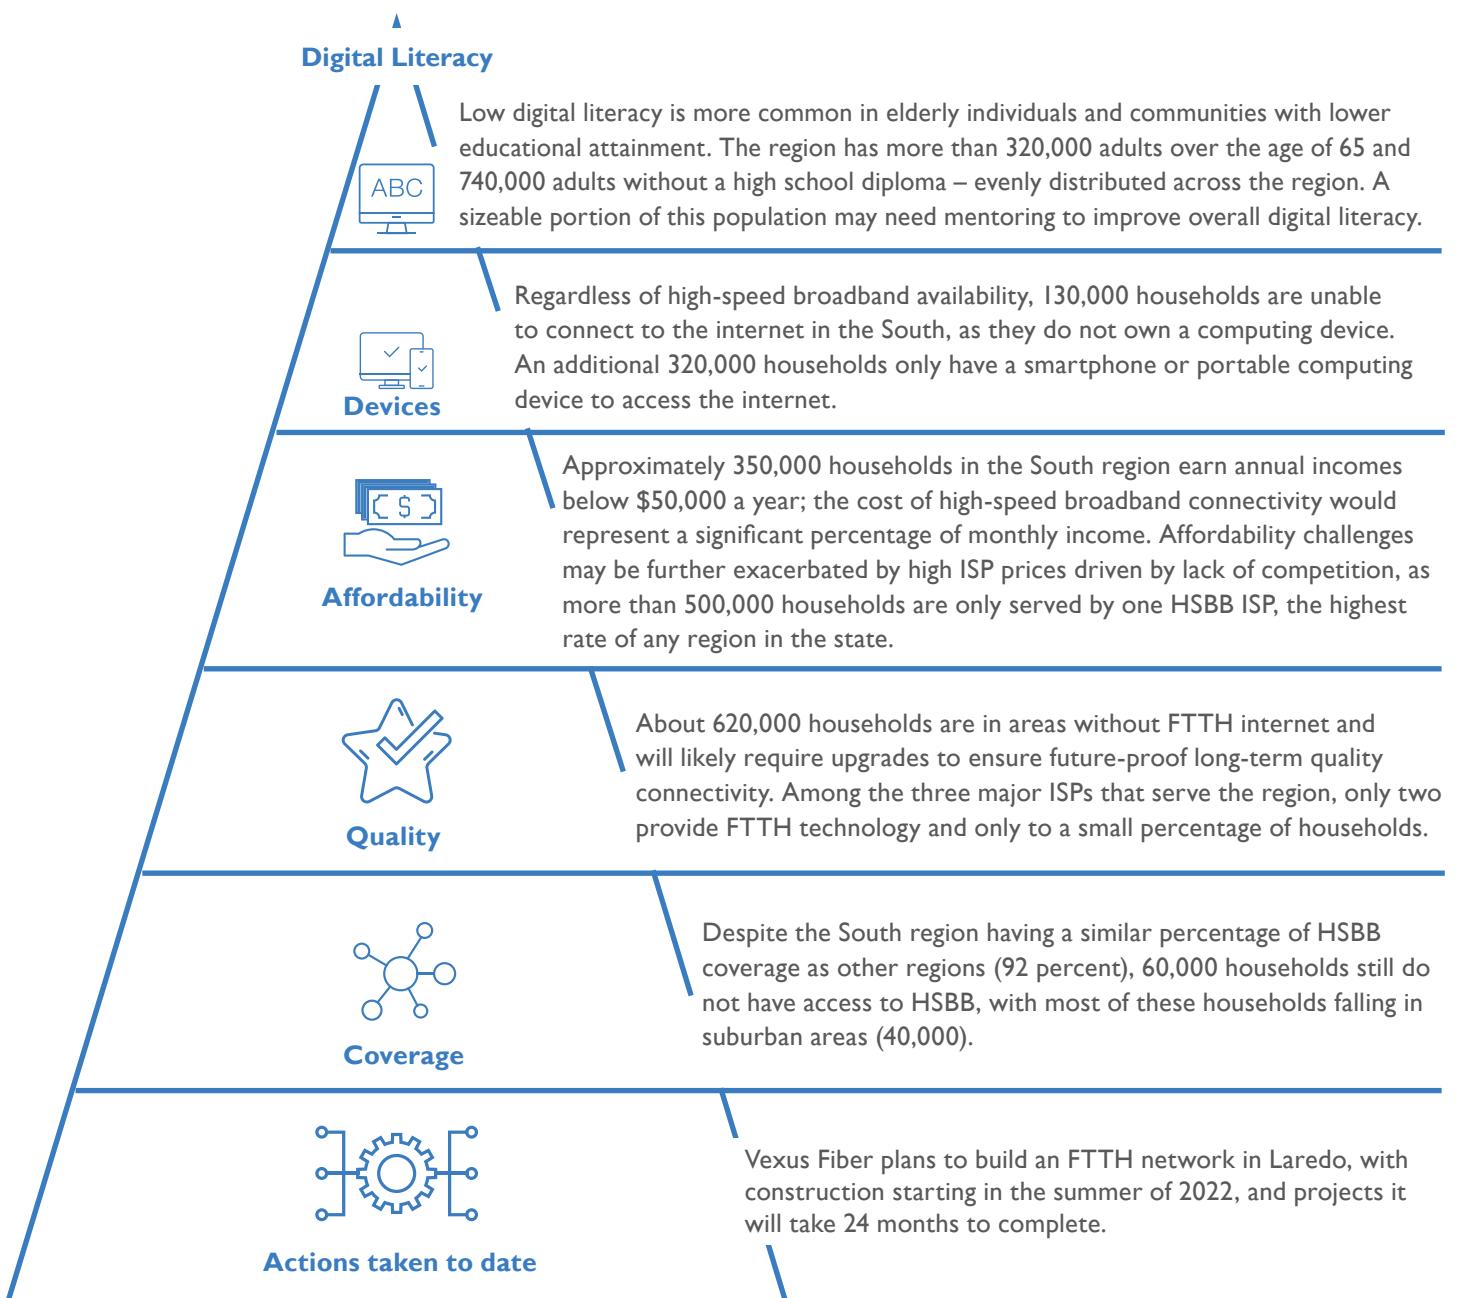 Digital Literacy
Low digital literacy is more common in elderly individuals and communities with lower
educational attainment. The region has more than 320,000 adults over the age of 65 and
740,000 adults without a high school diploma – evenly distributed across the region. A
sizeable portion of this population may need mentoring to improve overall digital literacy.
ABC
Regardless of high-speed broadband availability, 130,000 households are unable
to connect to the internet in the South, as they do not own a computing device.
An additional 320,000 households only have a smartphone or portable computing
device to access the internet.
Devices
Approximately 350,000 households in the South region earn annual incomes
below $50,000 a year; the cost of high-speed broadband connectivity would
represent a significant percentage of monthly income. Affordability challenges
may be further exacerbated by high ISP prices driven by lack of competition, as
more than 500,000 households are only served by one HSBB ISP, the highest
rate of any region in the state.
$
Affordability
About 620,000 households are in areas without FTTH internet and
will likely require upgrades to ensure future-proof long-term quality
connectivity. Among the three major ISPs that serve the region, only two
provide FTTH technology and only to a small percentage of households.
Quality
Despite the South region having a similar percentage of HSBB
coverage as other regions (92 percent), 60,000 households still do
not have access to HSBB, with most of these households falling in
suburban areas (40,000).
Coverage
Vexus Fiber plans to build an FTTH network in Laredo, with
construction starting in the summer of 2022, and projects it
will take 24 months to complete.
Actions taken to date